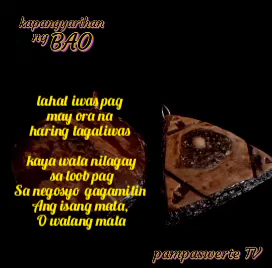 kapangyarihan
ng BAO
lahat iwas pag
may ora na
haring lagaliwas
kaya wala nilagay
sa loob pag
Sa negosyo gagamitin
Ang isang mata,
O walang mata
pampaswerte TV